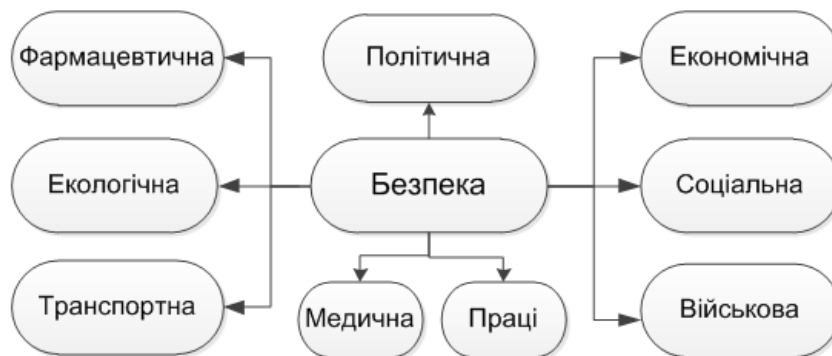 Фармацевтична
Політична
Економічна
Екологічна
Безпека
Соціальна
Транспортна
Медична
Праці
Військова